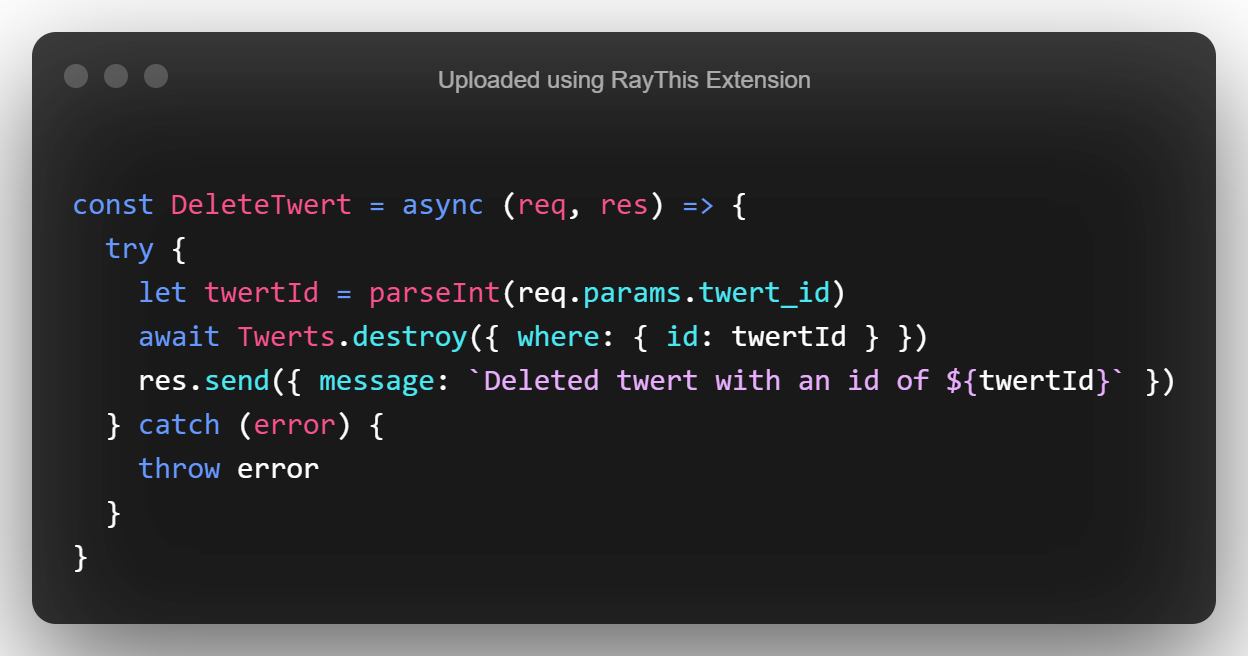 Uploaded using RayThis Extension
const DeleteTwert = async (req, res) => {
  try {
    let twertId = parseInt(req.params.twert_id)
    await Twerts.destroy({ where: { id: twertId } })
    res.send({ message: `Deleted twert with an id of ${twertId}` })
  } catch (error) {
    throw error
  }
}